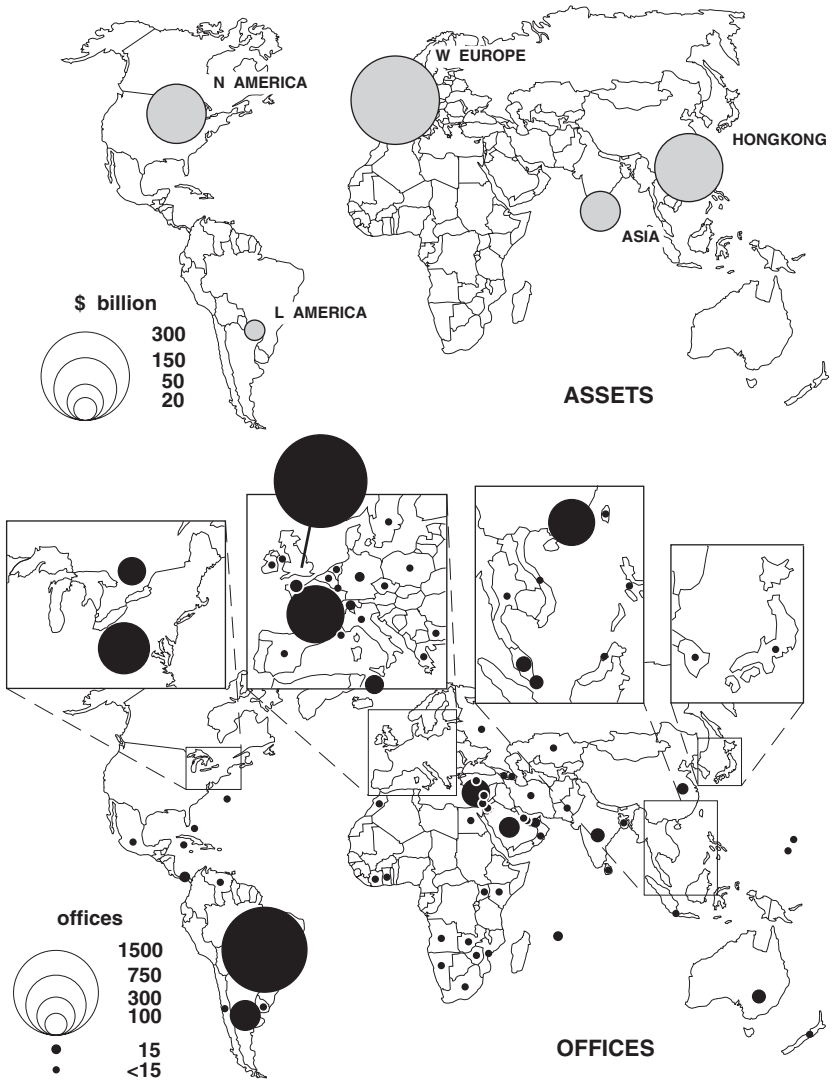 W EUROPE
N AMERICA
HONGKONG
ASIA
L AMERICA
$ billion
300
150
50
20
ASSETS
offices
1500
750
300
100
15
<15
OFFICES